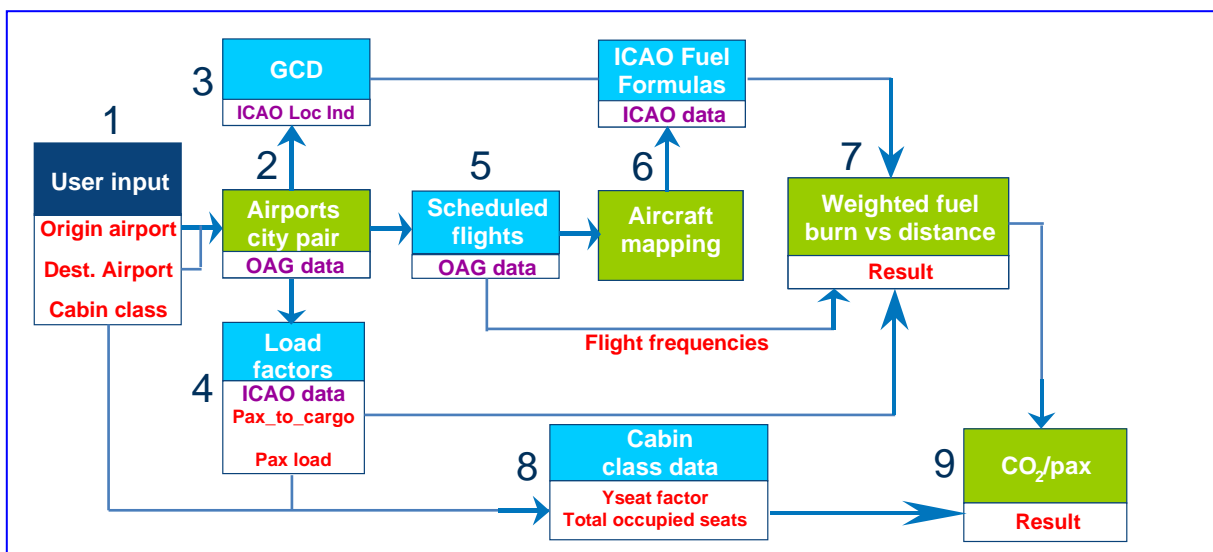 1
User input
Origin airport
Dest. Airport
Cabin class
2
Airports
city pair
OAG data
3
GCD
ICAO Loc Ind
4
Load
factors
ICAO data
Pax_to_cargo
Pax load
5
Scheduled
flights
OAG data
Flight frequencies
6
Aircraft
mapping
ICAO Fuel
Formulas
ICAO data
7
Weighted fuel
burn vs distance
Result
8
Cabin
class data
Yseat factor
Total occupied seats
9
CO₂/pax
Result